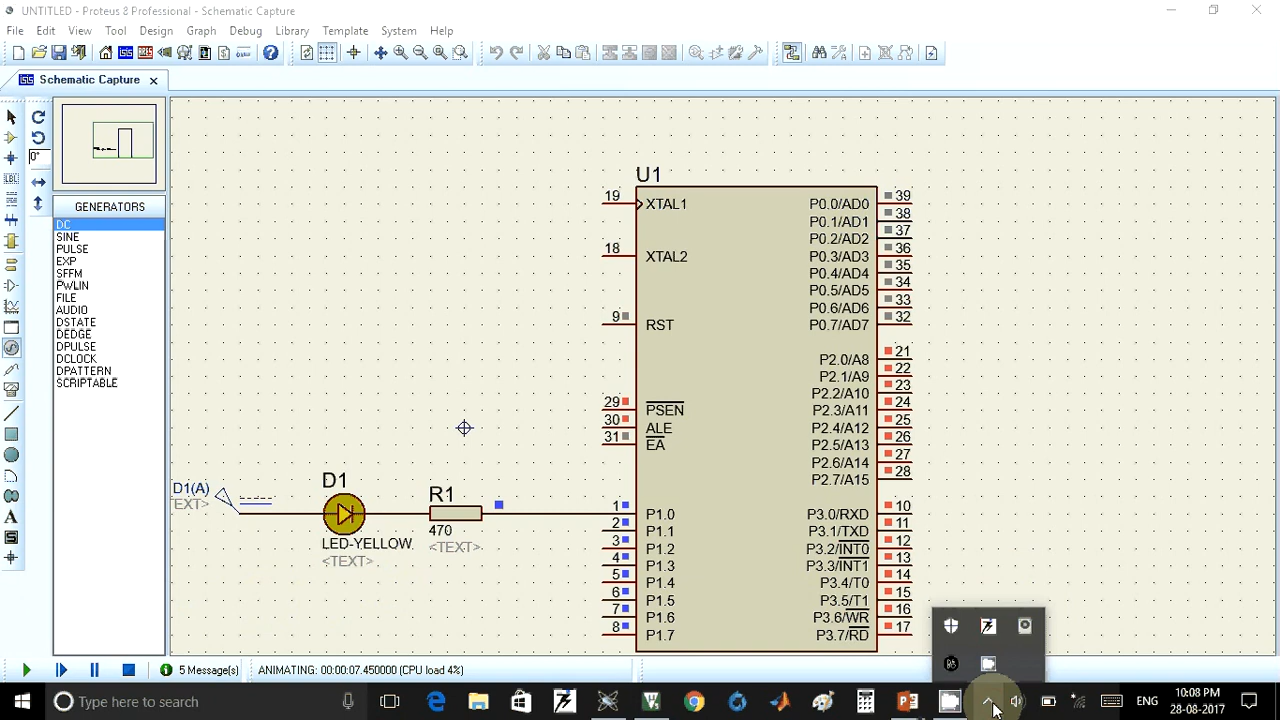 UNTITLED - Proteus 8 Professional - Schematic Capture
File Edit View Tool Design Graph Debug Library Template System Help
Schematic Capture
0°
LBL
GENERATORS
DC
SINE
PULSE
EXP
SFFM
PWLIN
FILE
AUDIO
DSTATE
DEDGE
DPULSE
DCLOCK
DPATTERN
SCRIPTABLE
U1
19 XTAL1 P0.0/AD0 39
P0.1/AD1 38
P0.2/AD2 37
18 XTAL2 P0.3/AD3 36
P0.4/AD4 35
P0.5/AD5 34
P0.6/AD6 33
9 RST P0.7/AD7 32
P2.0/A8 21
P2.1/A9 22
P2.2/A10 23
29 PSEN P2.3/A11 24
30 ALE P2.4/A12 25
31 EA P2.5/A13 26
P2.6/A14 27
P2.7/A15 28
D1(A)
EXT>
D1
LED-YELLOW
<TEXT>
R1
470
<TEXT>
1 P1.0 P3.0/RXD 10
2 P1.1 P3.1/TXD 11
3 P1.2 P3.2/INT0 12
4 P1.3 P3.3/INT1 13
5 P1.4 P3.4/T0 14
6 P1.5 P3.5/T1 15
7 P1.6 P3.6/WR 16
8 P1.7 P3.7/RD 17
5 Message(s) ANIMATING: 00:00:07.450000 (CPU load 4%)
Type here to search
ENG
10:08 PM
28-08-2017